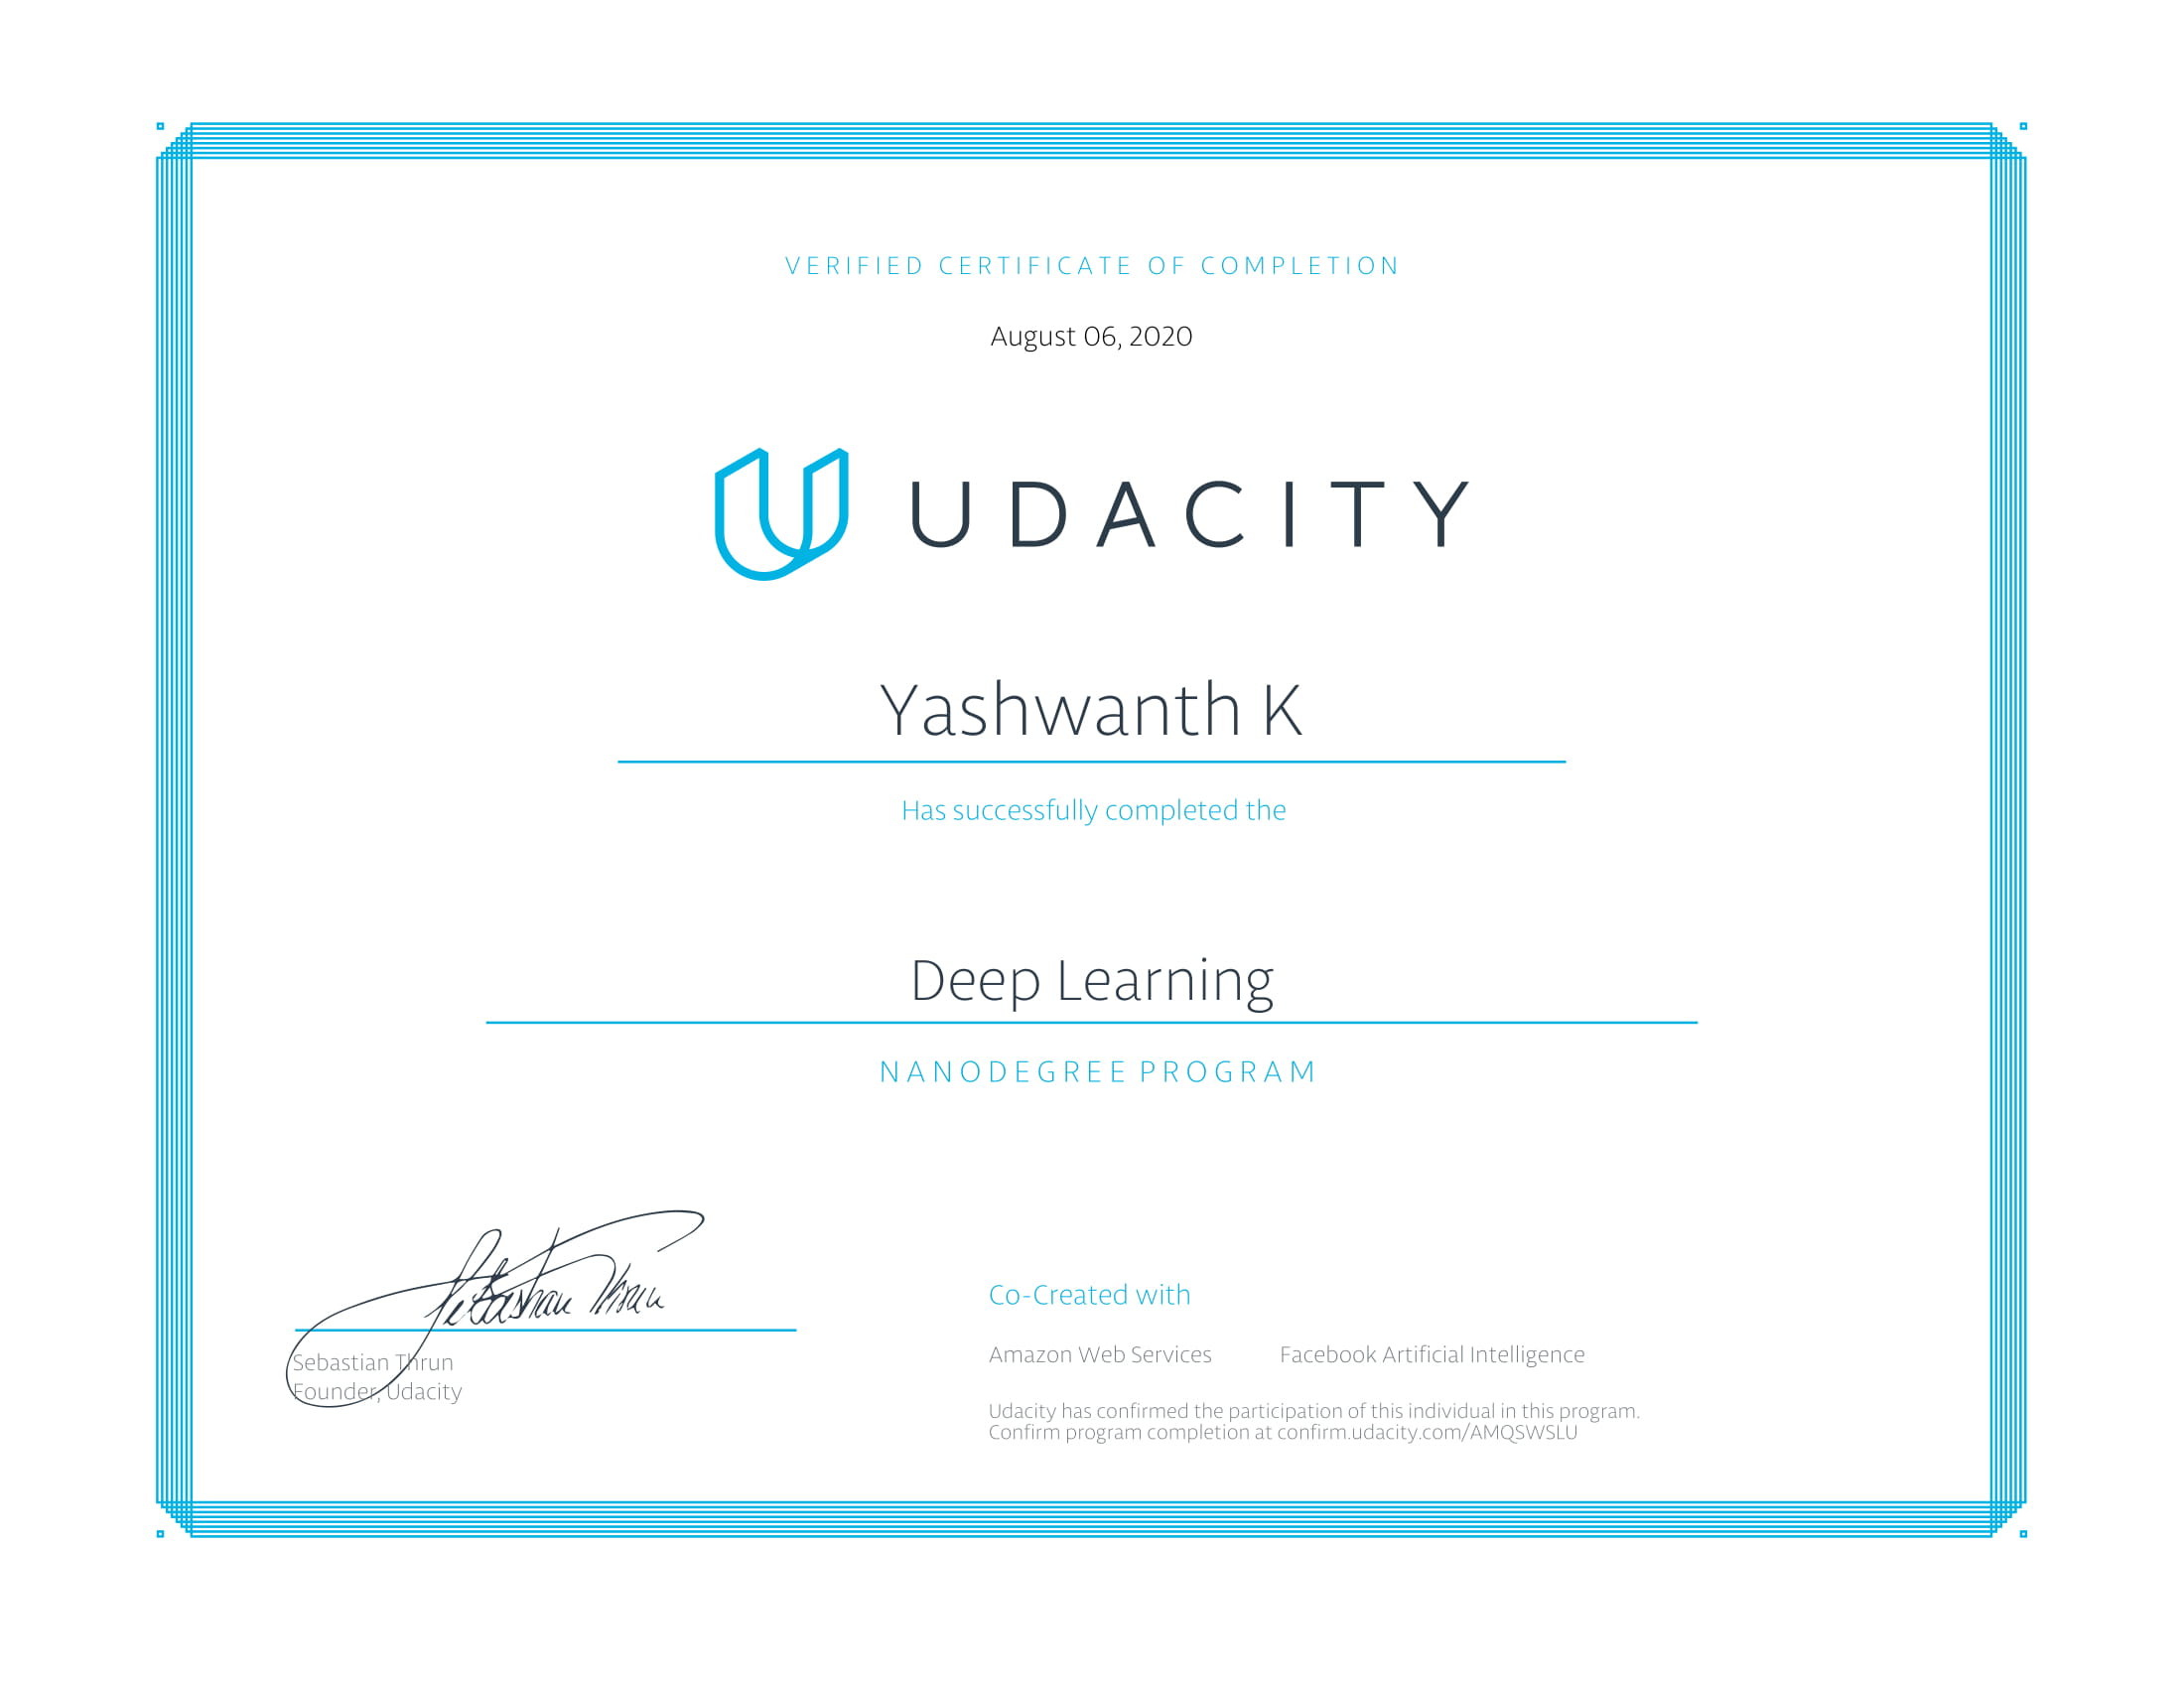 VERIFIED CERTIFICATE OF COMPLETION
August 06, 2020
UDACITY
Yashwanth K
Has successfully completed the
Deep Learning
NANODEGREE PROGRAM
Sebastian Thrun
Sebastian Thrun
Founder, Udacity
Co-Created with
Amazon Web Services Facebook Artificial Intelligence
Udacity has confirmed the participation of this individual in this program.
Confirm program completion at confirm.udacity.com/AMQSWSLU